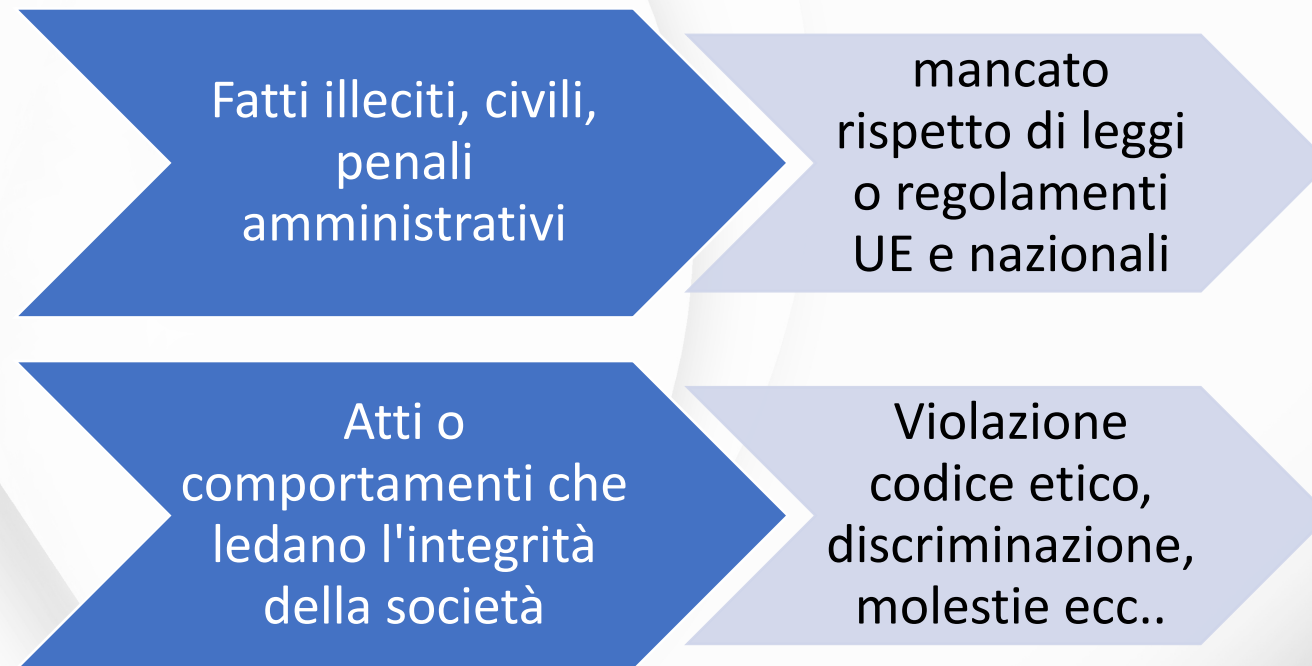 Fatti illeciti, civili,
penali
amministrativi
mancato
rispetto di leggi
o regolamenti
UE e nazionali
Atti o
comportamenti che
ledano l'integrità
della società
Violazione
codice etico,
discriminazione,
molestie ecc..